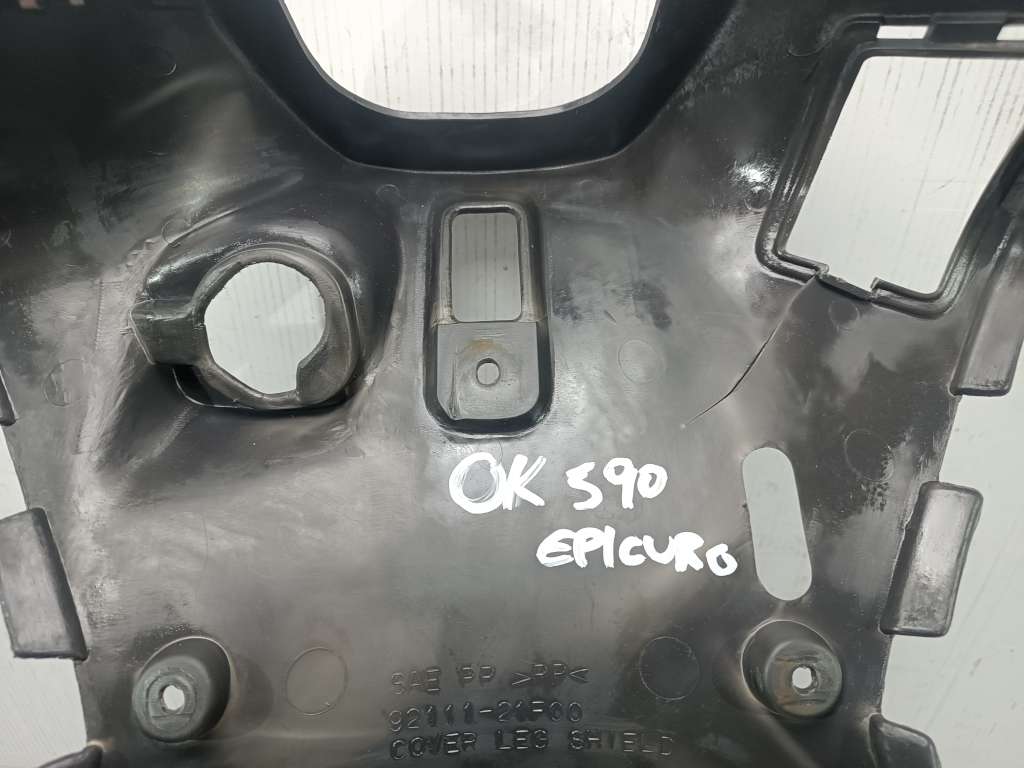 OK 590
EPICURO
SAE PP >PP<
92111-21F00
COVER LEG SHIELD